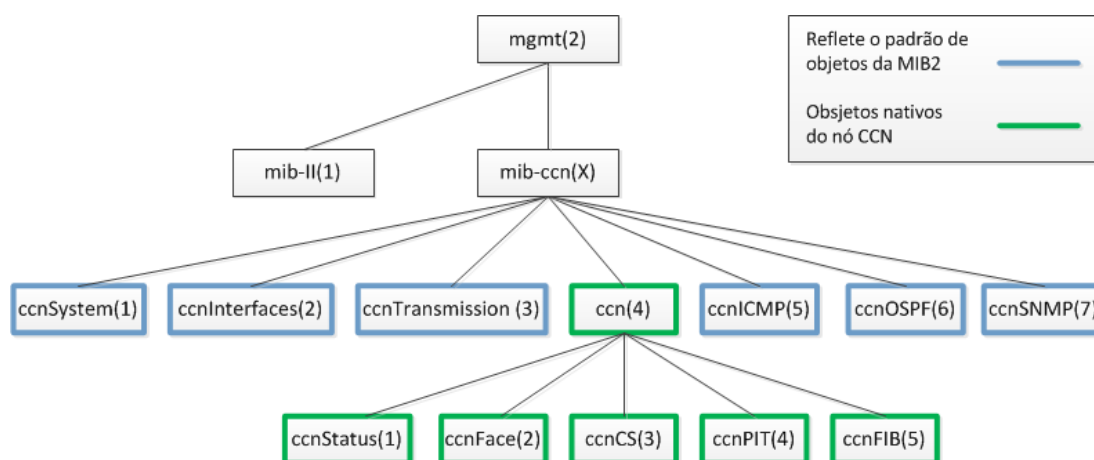 mgmt(2)
Reflete o padrão de
objetos da MIB2
Obsjetos nativos
do nó CCN
mib-II(1)
mib-ccn(X)
ccnSystem(1)
ccnInterfaces(2)
ccnTransmission (3)
ccn(4)
ccnICMP(5)
ccnOSPF(6)
ccnSNMP(7)
ccnStatus(1)
ccnFace(2)
ccnCS(3)
ccnPIT(4)
ccnFIB(5)